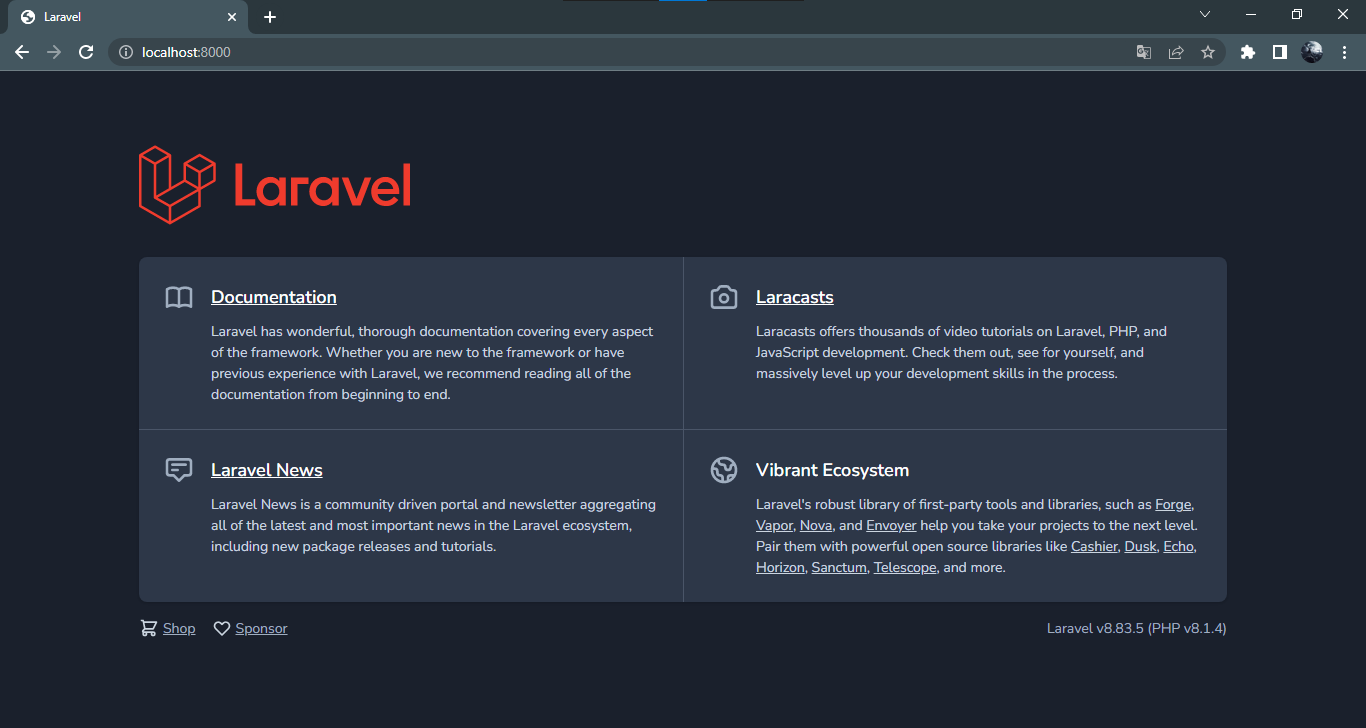 Laravel
localhost:8000
Laravel
Documentation
Laravel has wonderful, thorough documentation covering every aspect
of the framework. Whether you are new to the framework or have
previous experience with Laravel, we recommend reading all of the
documentation from beginning to end.
Laracasts
Laracasts offers thousands of video tutorials on Laravel, PHP, and
JavaScript development. Check them out, see for yourself, and
massively level up your development skills in the process.
Laravel News
Laravel News is a community driven portal and newsletter aggregating
all of the latest and most important news in the Laravel ecosystem,
including new package releases and tutorials.
Vibrant Ecosystem
Laravel's robust library of first-party tools and libraries, such as Forge,
Vapor, Nova, and Envoyer help you take your projects to the next level.
Pair them with powerful open source libraries like Cashier, Dusk, Echo,
Horizon, Sanctum, Telescope, and more.
Shop Sponsor Laravel v8.83.5 (PHP v8.1.4)